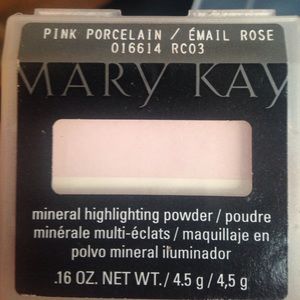 PINK PORCELAIN / ÉMAIL ROSE
016614 RC03
MARY KAY
mineral highlighting powder / poudre
minérale multi-éclats / maquillaje en
polvo mineral iluminador
.16 OZ. NET WT. / 4.5 g / 4,5 g